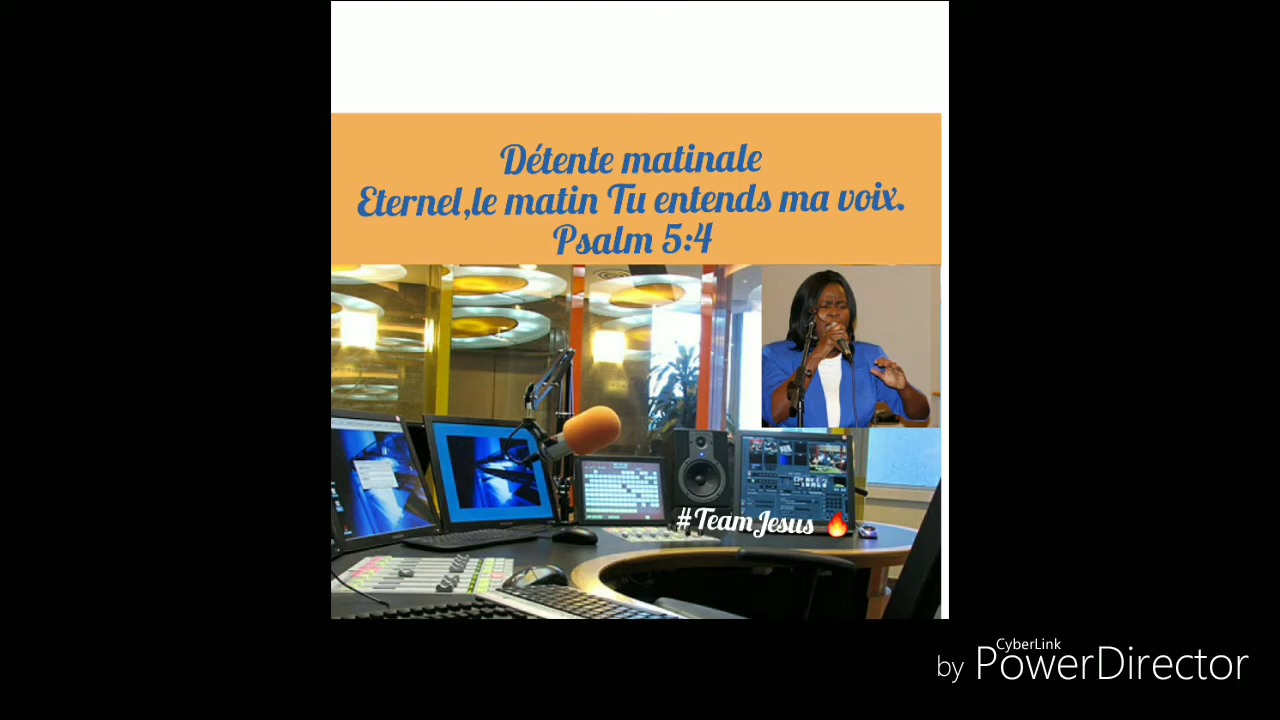 Détente matinale
Eternel,le matin Tu entends ma voix.
Psalm 5:4
#TeamJesus 🔥
CyberLink
by PowerDirector